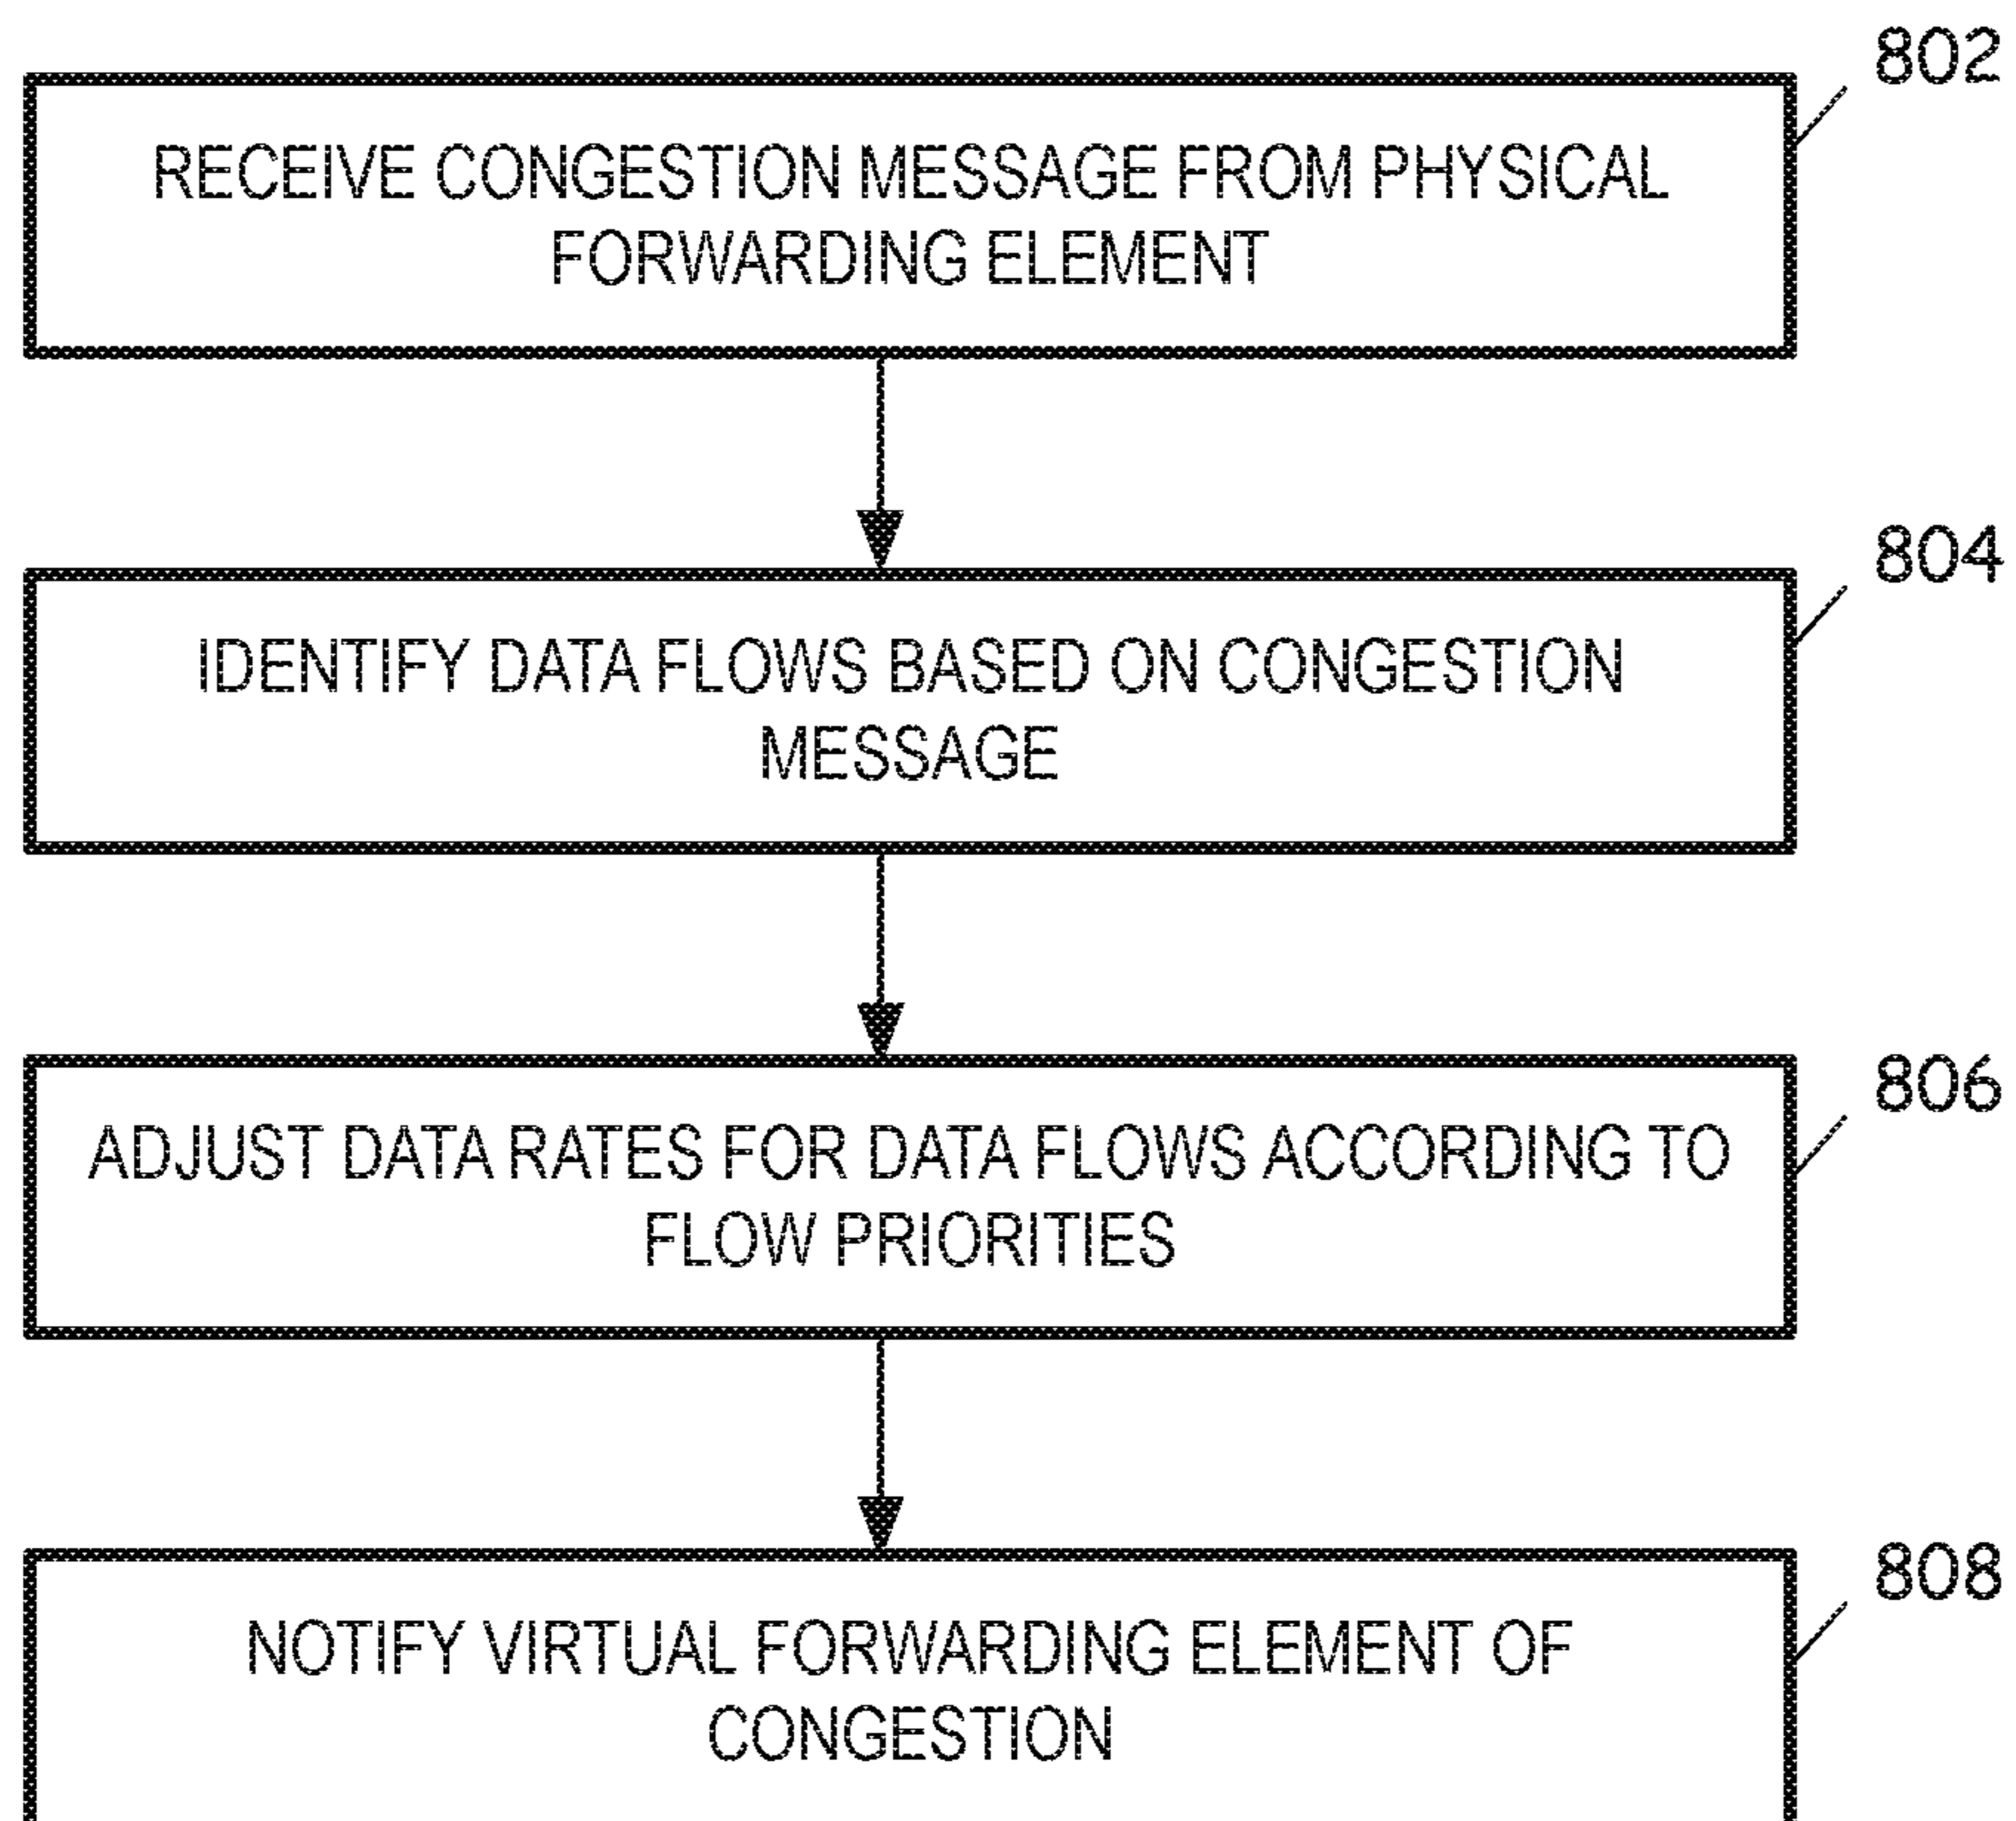 802
RECEIVE CONGESTION MESSAGE FROM PHYSICAL
FORWARDING ELEMENT
804
IDENTIFY DATA FLOWS BASED ON CONGESTION
MESSAGE
806
ADJUST DATA RATES FOR DATA FLOWS ACCORDING TO
FLOW PRIORITIES
808
NOTIFY VIRTUAL FORWARDING ELEMENT OF
CONGESTION